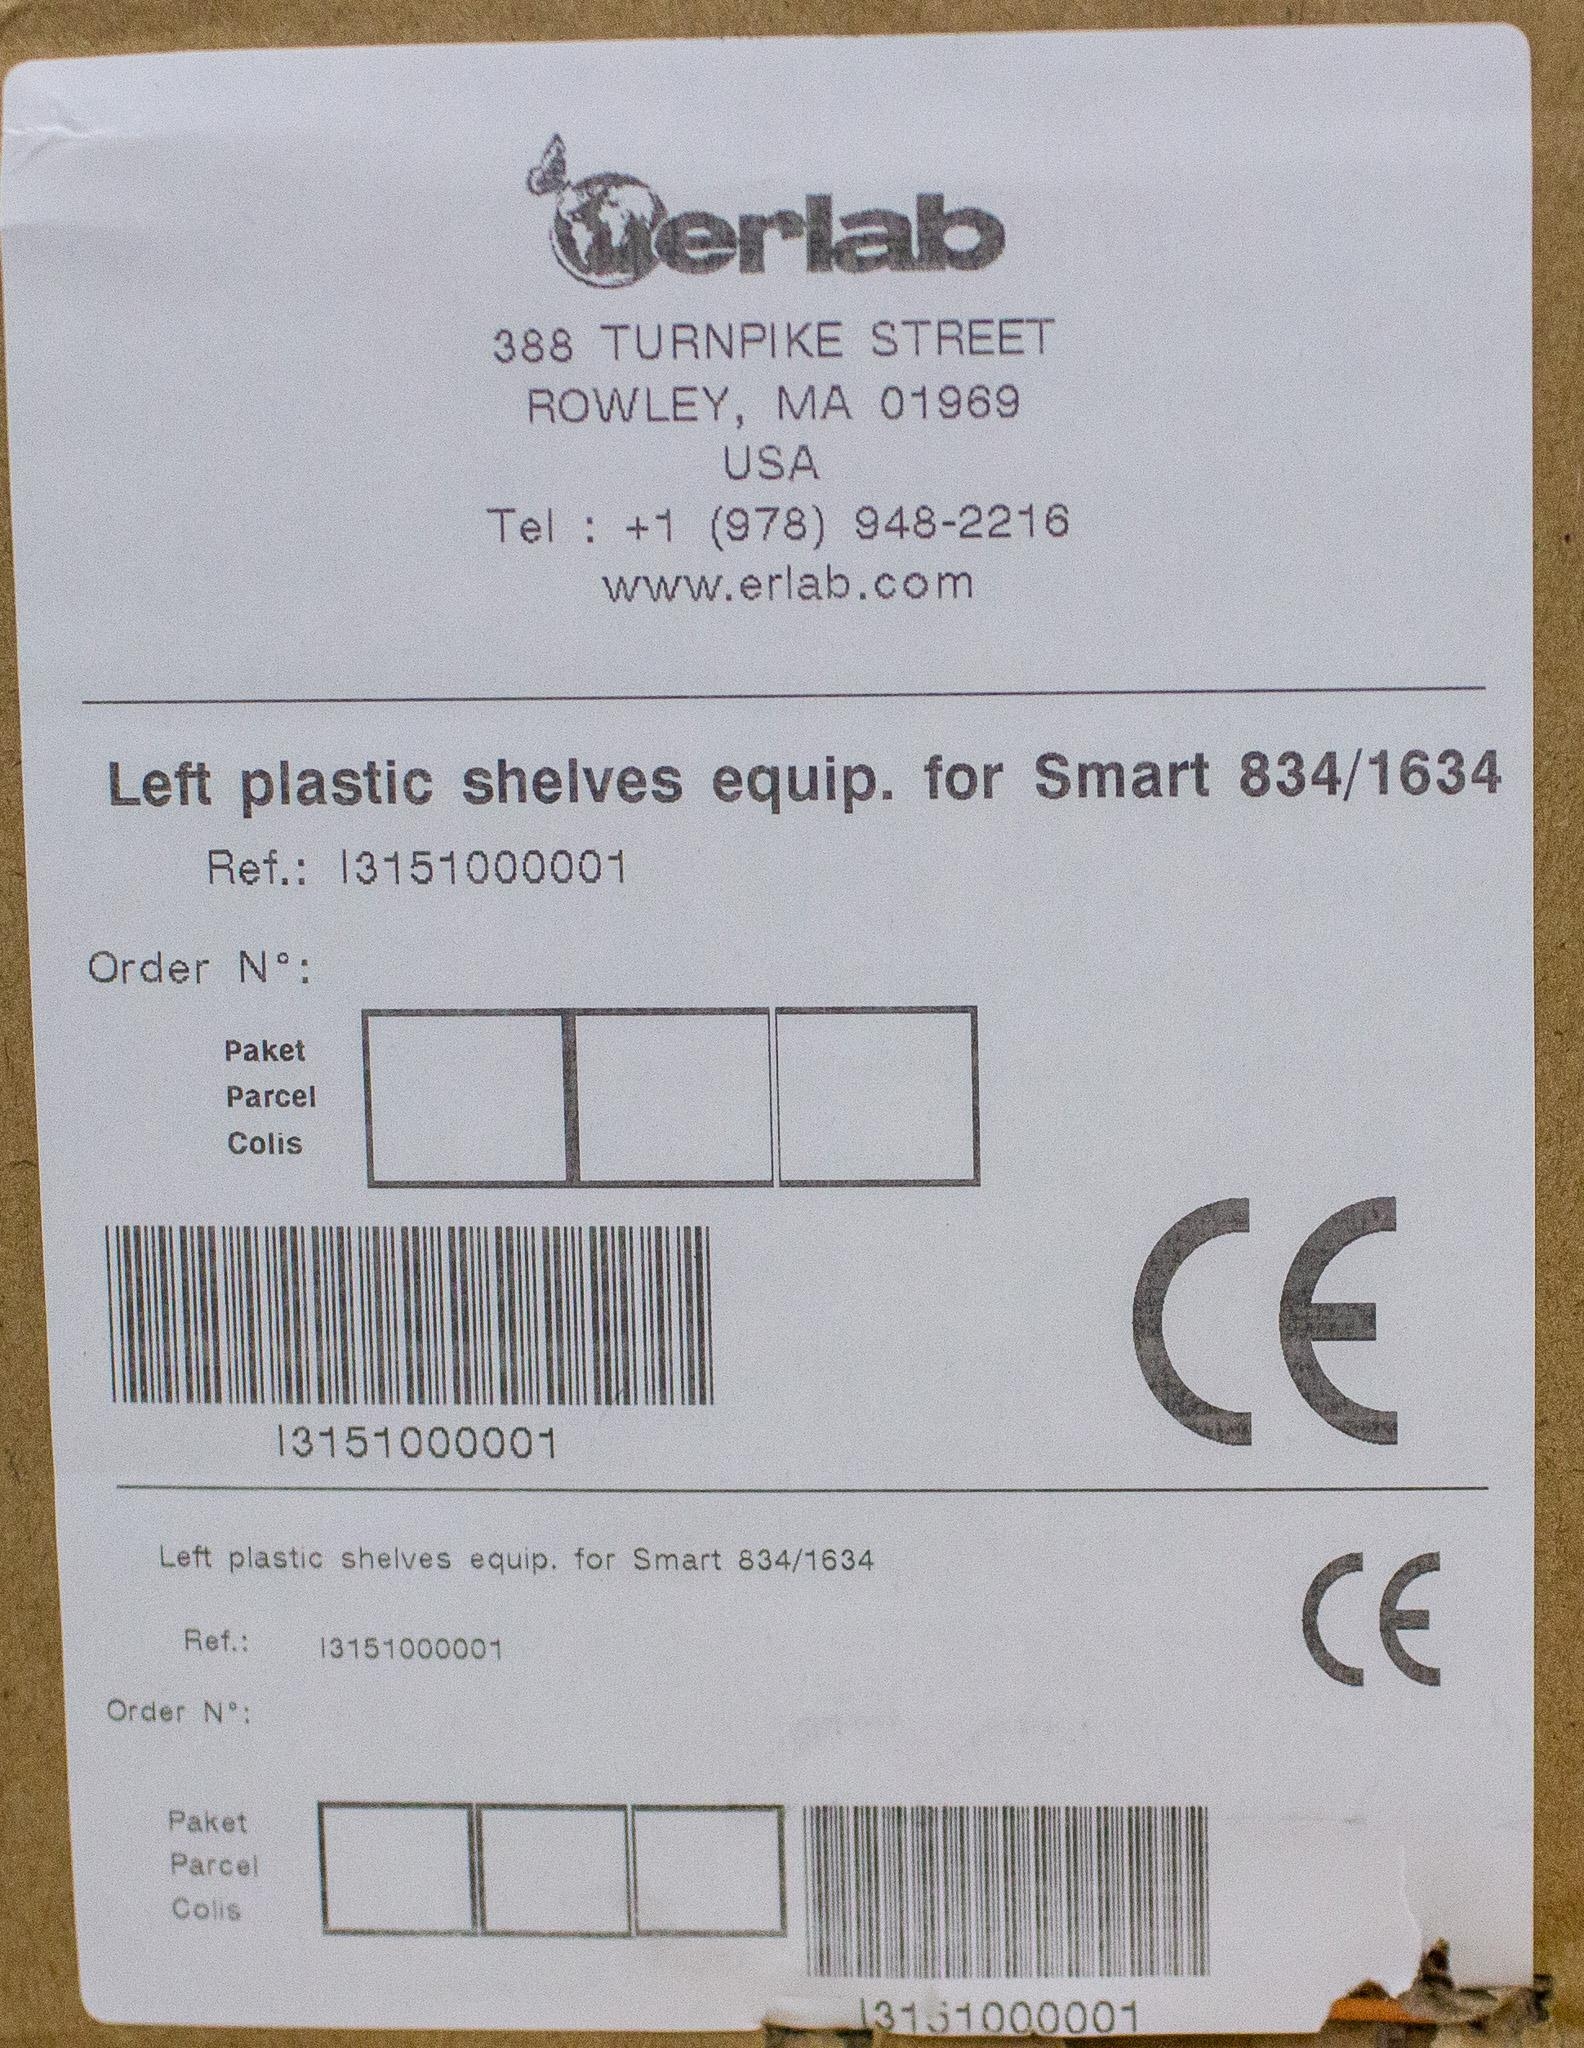 erlab
388 TURNPIKE STREET
ROWLEY, MA 01969
USA
Tel : +1 (978) 948-2216
www.erlab.com
Left plastic shelves equip. for Smart 834/1634
Ref.: I3151000001
Order N°:
Paket
Parcel
Colis
I3151000001
CE
Left plastic shelves equip. for Smart 834/1634
CE
Ref.: I3151000001
Order N°:
Paket
Parcel
Colis
I3151000001